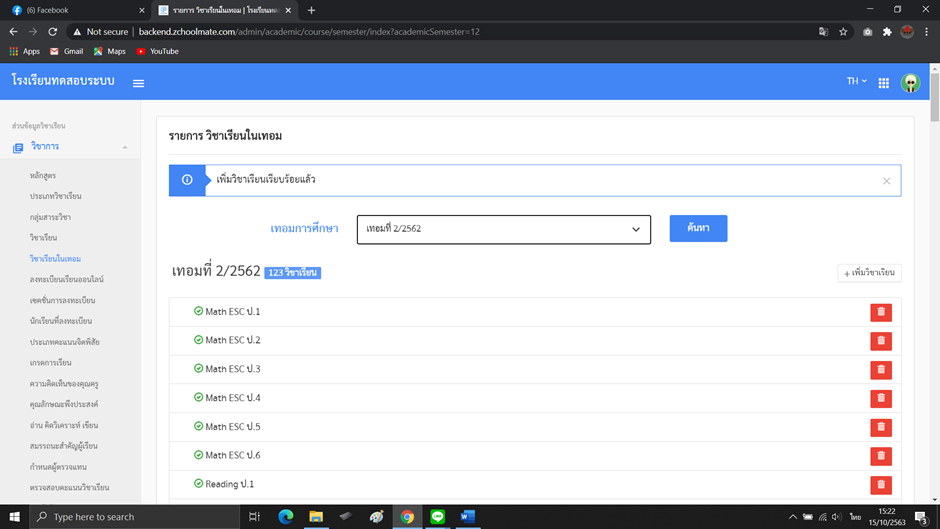 (6) Facebook
รายการ วิชาเรียนในเทอม | โรงเรียนทด
Not secure | backend.zchoolmate.com/admin/academic/course/semester/index?academicSemester=12
Apps Gmail Maps YouTube
โรงเรียนทดสอบระบบ
TH
ส่วนข้อมูลวิชาเรียน
วิชาการ
หลักสูตร
ประเภทวิชาเรียน
กลุ่มสาระวิชา
วิชาเรียน
วิชาเรียนในเทอม
ลงทะเบียนเรียนออนไลน์
เซคชั่นการลงทะเบียน
นักเรียนที่ลงทะเบียน
ประเภทคะแนนจิตพิสัย
เกรดการเรียน
ความคิดเห็นของคุณครู
คุณลักษณะพึงประสงค์
อ่าน คิดวิเคราะห์ เขียน
สมรรถนะสำคัญผู้เรียน
กำหนดผู้ตรวจแทน
ตรวจสอบคะแนนวิชาเรียน
รายการ วิชาเรียนในเทอม
เพิ่มวิชาเรียนเรียบร้อยแล้ว
เทอมการศึกษา
เทอมที่ 2/2562
ค้นหา
เทอมที่ 2/2562 123 วิชาเรียน
+ เพิ่มวิชาเรียน
Math ESC ป.1
Math ESC ป.2
Math ESC ป.3
Math ESC ป.4
Math ESC ป.5
Math ESC ป.6
Reading ป.1
Type here to search
ไทย
15:22
15/10/2563
3